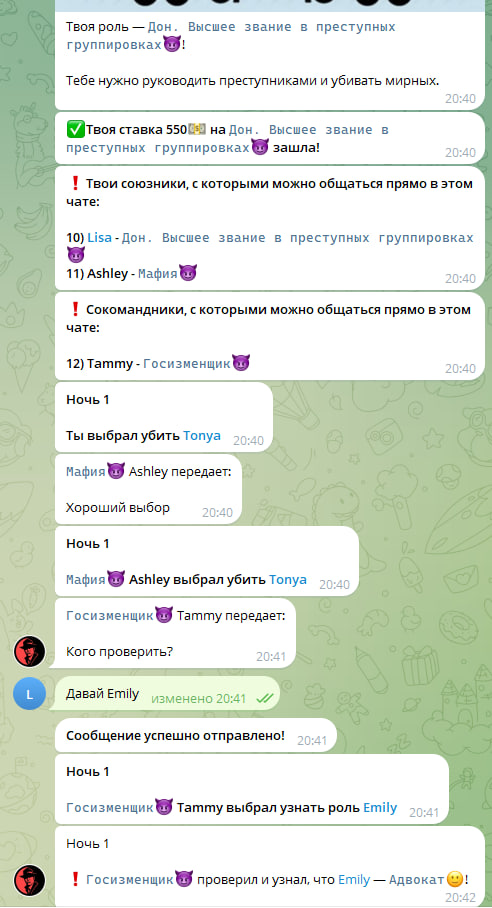 Твоя роль — Дон. Высшее звание в преступных
группировках😈!
Тебе нужно руководить преступниками и убивать мирных.
20:40
✅Твоя ставка 550💵 на Дон. Высшее звание в
преступных группировках😈 зашла!
20:40
❗ Твои союзники, с которыми можно общаться прямо в этом
чате:
10) Lisa - Дон. Высшее звание в преступных группировках
😈
11) Ashley - Мафия😈
20:40
❗ Сокомандники, с которыми можно общаться прямо в этом
чате:
12) Tammy - Госизменщик😈
20:40
Ночь 1
Ты выбрал убить Tonya 20:40
Мафия😈 Ashley передает:
Хороший выбор 20:40
Ночь 1
Мафия😈 Ashley выбрал убить Tonya 20:40
Госизменщик😈 Tammy передает:
Кого проверить? 20:41
L
Давай Emily изменено 20:41
Сообщение успешно отправлено! 20:41
Ночь 1
Госизменщик😈 Tammy выбрал узнать роль Emily 20:41
Ночь 1
❗ Госизменщик😈 проверил и узнал, что Emily — Адвокат🙂!
20:42